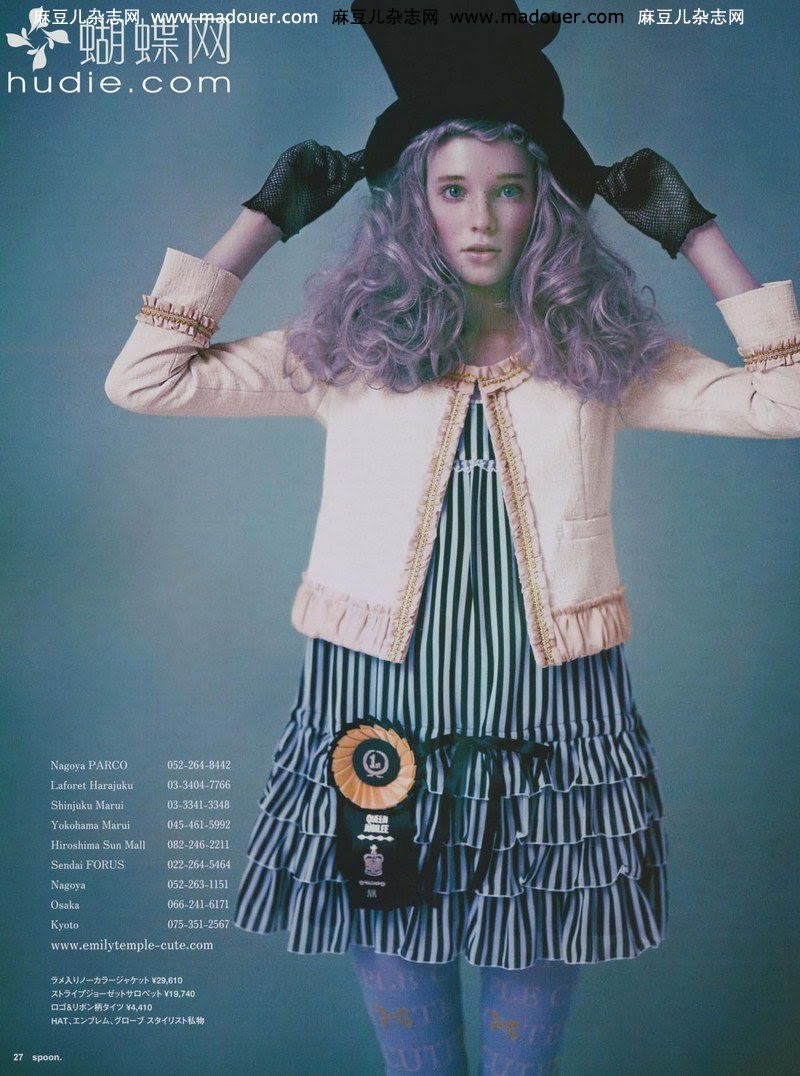 麻豆儿杂志网 www.madouer.com 麻豆儿杂志网 www.madouer.com 麻豆儿杂志网
蝴蝶网
hudie.com
1st
QUEEN
JUBILEE
NK
Nagoya PARCO 052-264-8442
Laforet Harajuku 03-3404-7766
Shinjuku Marui 03-3341-3348
Yokohama Marui 045-461-5992
Hiroshima Sun Mall 082-246-2211
Sendai FORUS 022-264-5464
Nagoya 052-263-1151
Osaka 066-241-6171
Kyoto 075-351-2567
www.emilytemple-cute.com
ラメ入りノーカラージャケット ¥29,610
ストライプジョーゼットサロペット ¥19,740
ロゴ&リボン柄タイツ ¥4,410
HAT、エンブレム、グローブ スタイリスト私物
27 spoon.